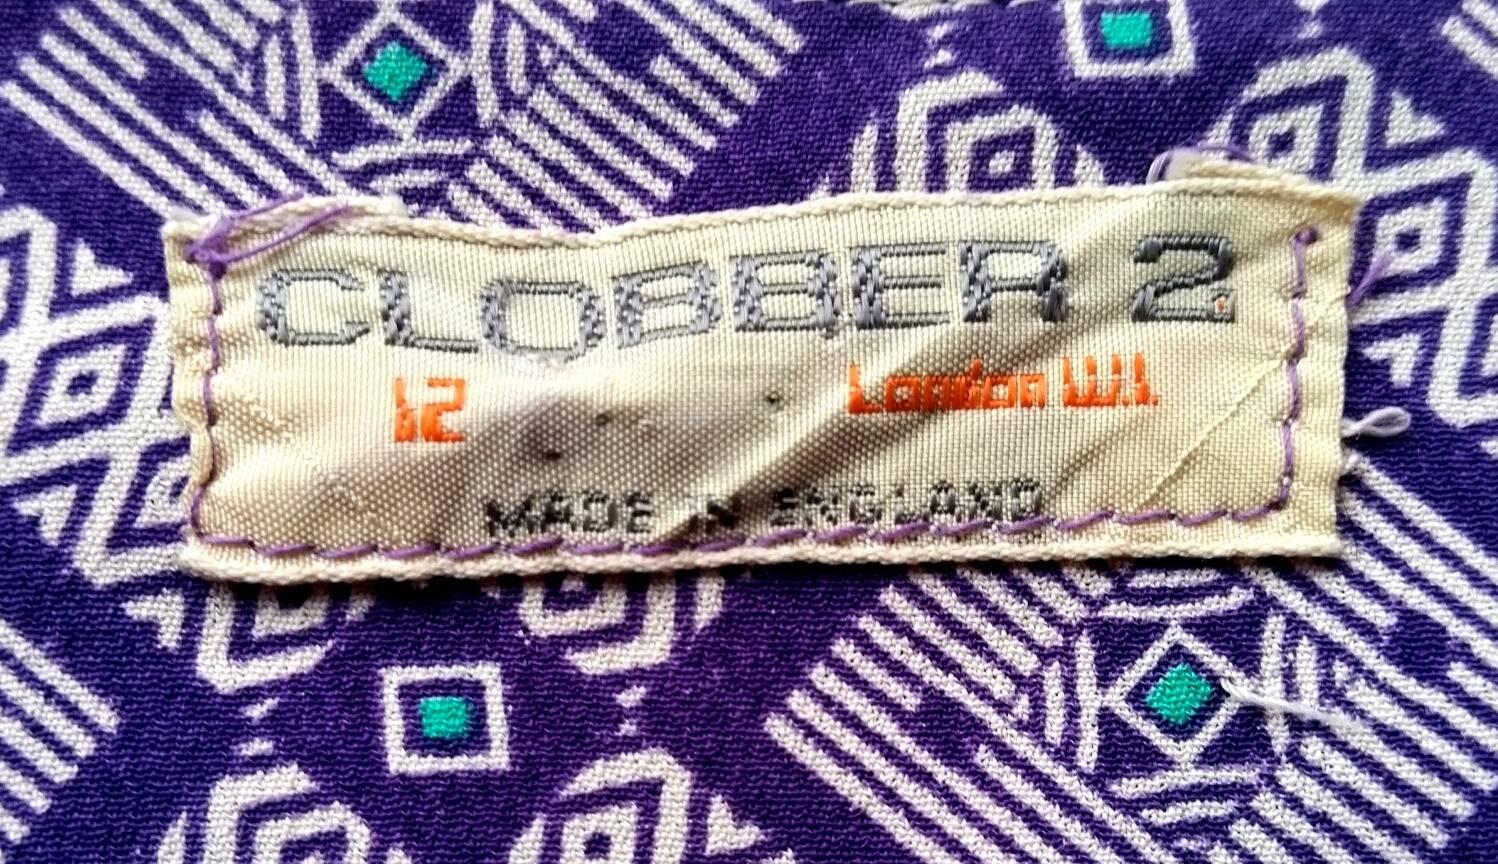 CLOBBER 2
12 London W.1.
MADE IN ENGLAND